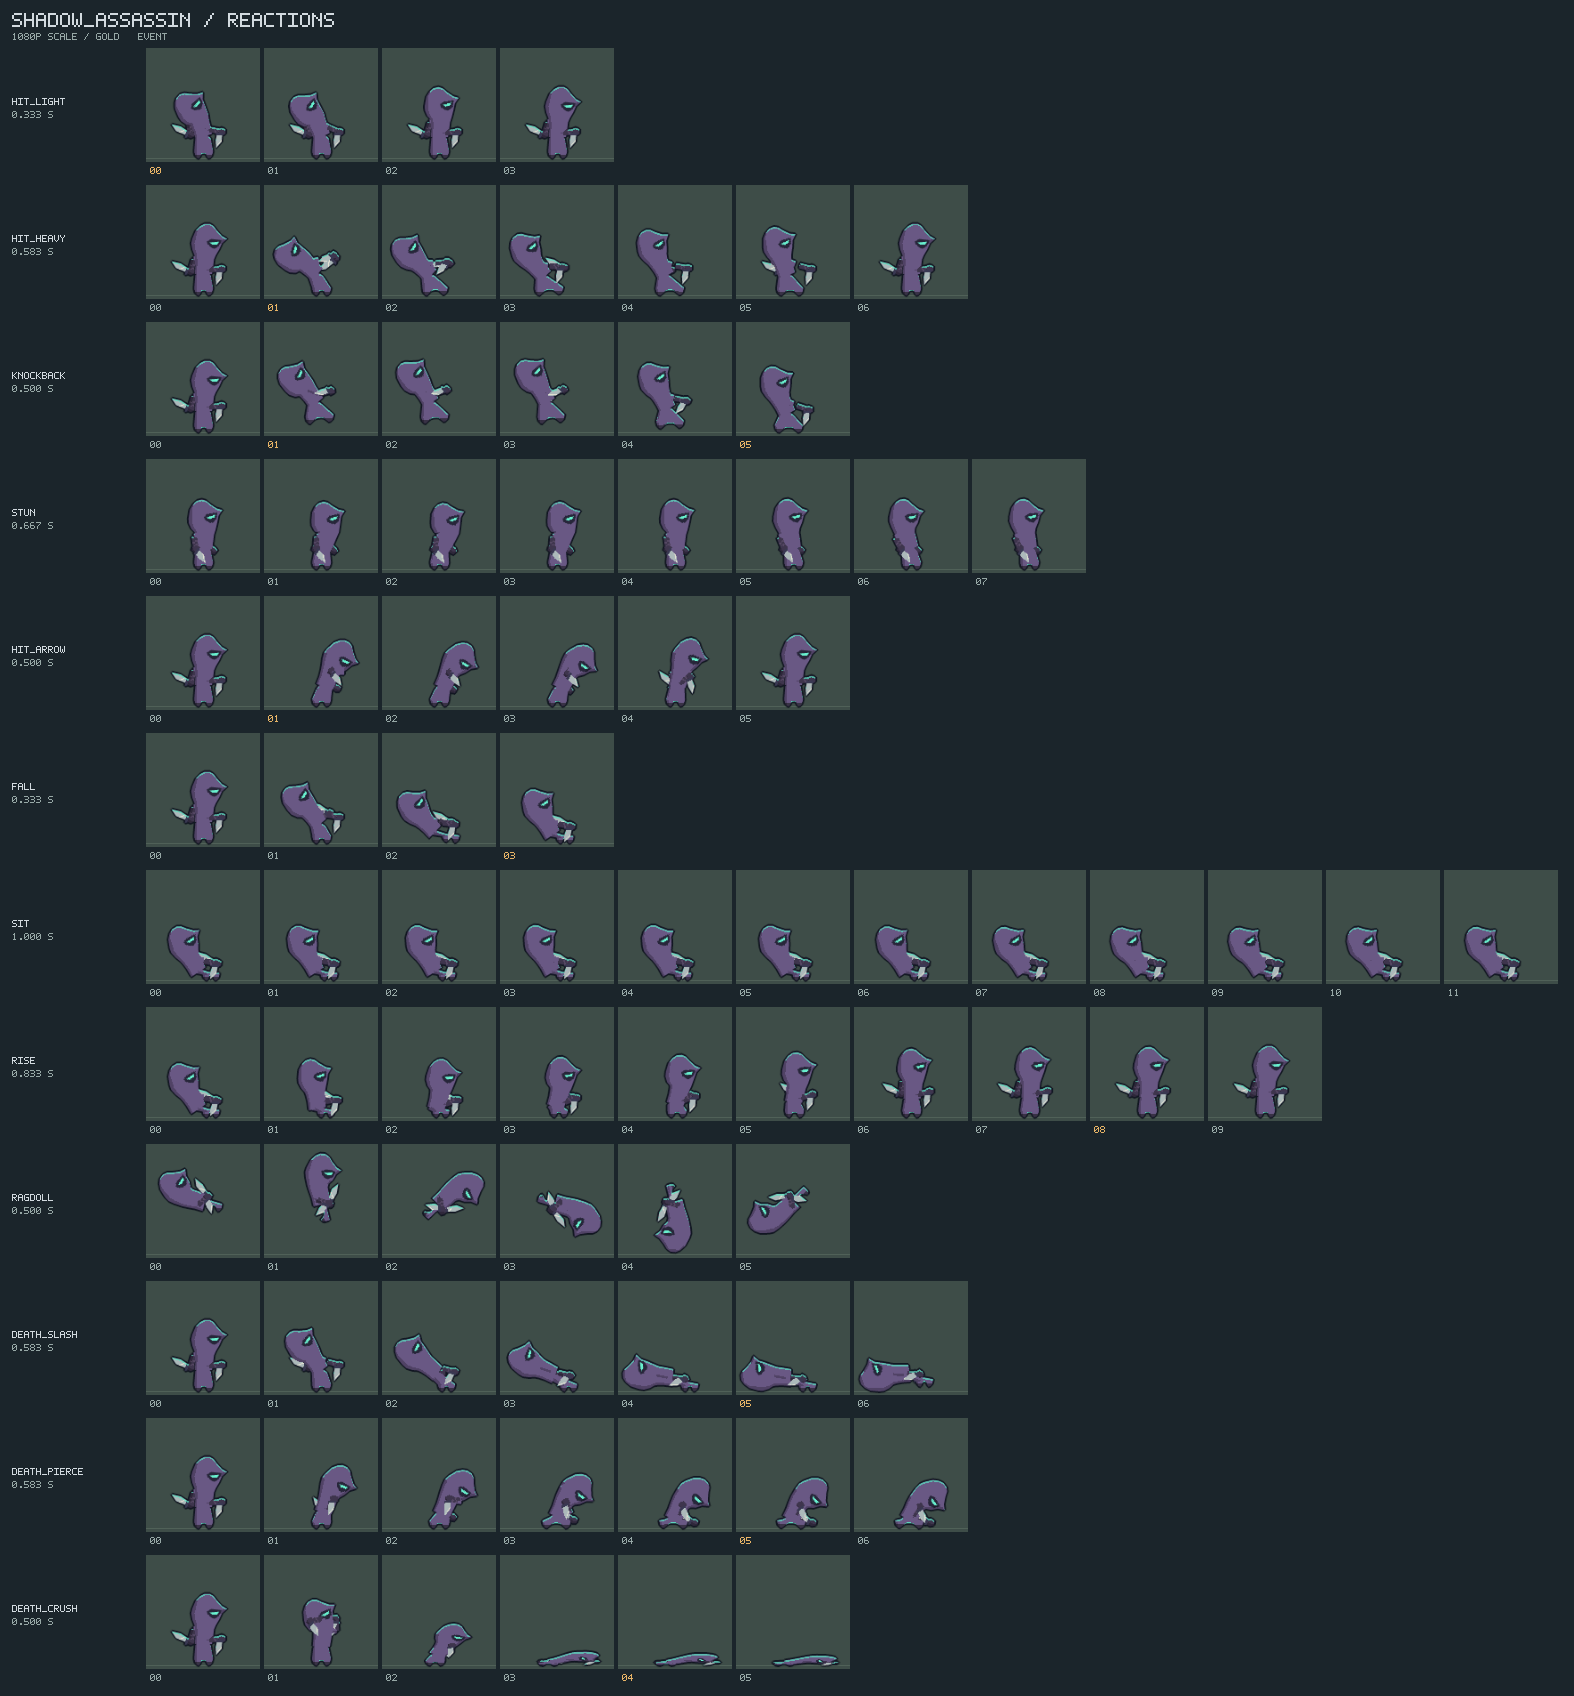 SHADOW_ASSASSIN / REACTIONS
1080P SCALE / GOLD EVENT
HIT_LIGHT
0.333 S
00 01 02 03
HIT_HEAVY
0.583 S
00 01 02 03 04 05 06
KNOCKBACK
0.500 S
00 01 02 03 04 05
STUN
0.667 S
00 01 02 03 04 05 06 07
HIT_ARROW
0.500 S
00 01 02 03 04 05
FALL
0.333 S
00 01 02 03
SIT
1.000 S
00 01 02 03 04 05 06 07 08 09 10 11
RISE
0.833 S
00 01 02 03 04 05 06 07 08 09
RAGDOLL
0.500 S
00 01 02 03 04 05
DEATH_SLASH
0.583 S
00 01 02 03 04 05 06
DEATH_PIERCE
0.583 S
00 01 02 03 04 05 06
DEATH_CRUSH
0.500 S
00 01 02 03 04 05